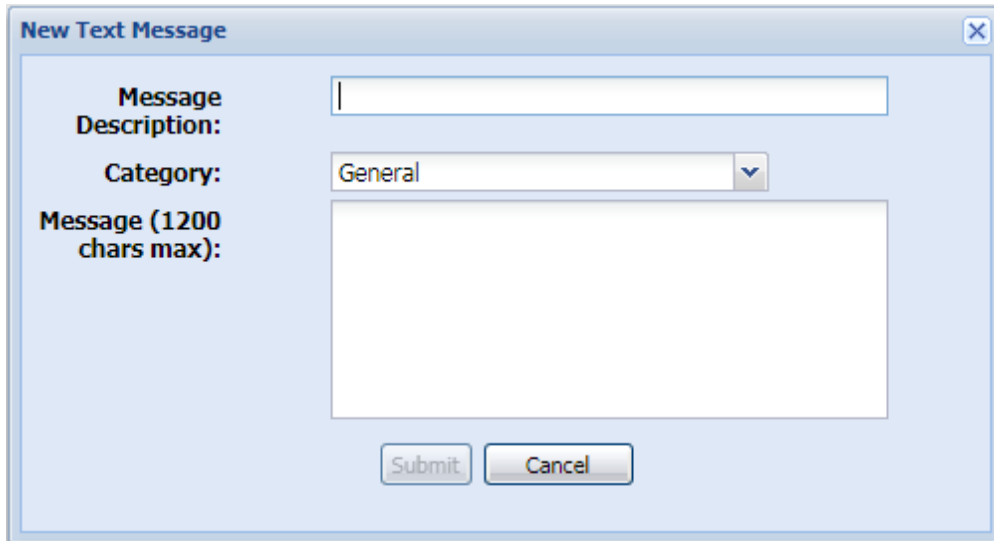 New Text Message
Message
Description:
Category:
General
Message (1200
chars max):
Submit
Cancel